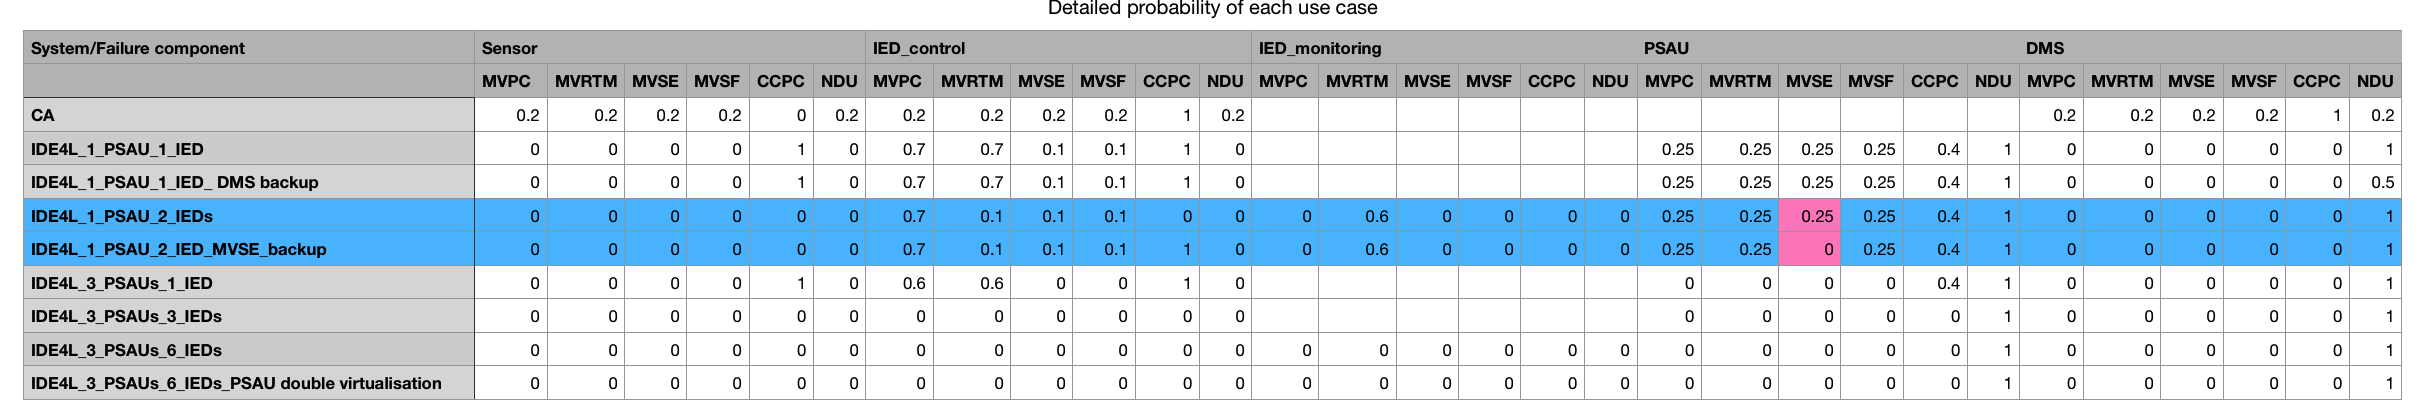 Detailed probability of each use case
System/Failure component Sensor IED_control IED_monitoring PSAU DMS
MVPC MVRTM MVSE MVSF CCPC NDU MVPC MVRTM MVSE MVSF CCPC NDU MVPC MVRTM MVSE MVSF CCPC NDU MVPC MVRTM MVSE MVSF CCPC NDU MVPC MVRTM MVSE MVSF CCPC NDU
CA 0.2 0.2 0.2 0.2 0 0.2 0.2 0.2 0.2 0.2 1 0.2 0.2 0.2 0.2 0.2 1 0.2
IDE4L_1_PSAU_1_IED 0 0 0 0 1 0 0.7 0.7 0.1 0.1 1 0 0.25 0.25 0.25 0.25 0.4 1 0 0 0 0 0 1
IDE4L_1_PSAU_1_IED_ DMS backup 0 0 0 0 1 0 0.7 0.7 0.1 0.1 1 0 0.25 0.25 0.25 0.25 0.4 1 0 0 0 0 0 0.5
IDE4L_1_PSAU_2_IEDs 0 0 0 0 0 0 0.7 0.1 0.1 0.1 0 0 0 0.6 0 0 0 0 0.25 0.25 0.25 0.25 0.4 1 0 0 0 0 0 1
IDE4L_1_PSAU_2_IED_MVSE_backup 0 0 0 0 0 0 0.7 0.1 0.1 0.1 1 0 0 0.6 0 0 0 0 0.25 0.25 0 0.25 0.4 1 0 0 0 0 0 1
IDE4L_3_PSAUs_1_IED 0 0 0 0 1 0 0.6 0.6 0 0 1 0 0 0 0 0 0.4 1 0 0 0 0 0 1
IDE4L_3_PSAUs_3_IEDs 0 0 0 0 0 0 0 0 0 0 0 0 0 0 0 0 0 1 0 0 0 0 0 1
IDE4L_3_PSAUs_6_IEDs 0 0 0 0 0 0 0 0 0 0 0 0 0 0 0 0 0 0 0 0 0 0 0 1 0 0 0 0 0 1
IDE4L_3_PSAUs_6_IEDs_PSAU double virtualisation 0 0 0 0 0 0 0 0 0 0 0 0 0 0 0 0 0 0 0 0 0 0 0 1 0 0 0 0 0 1